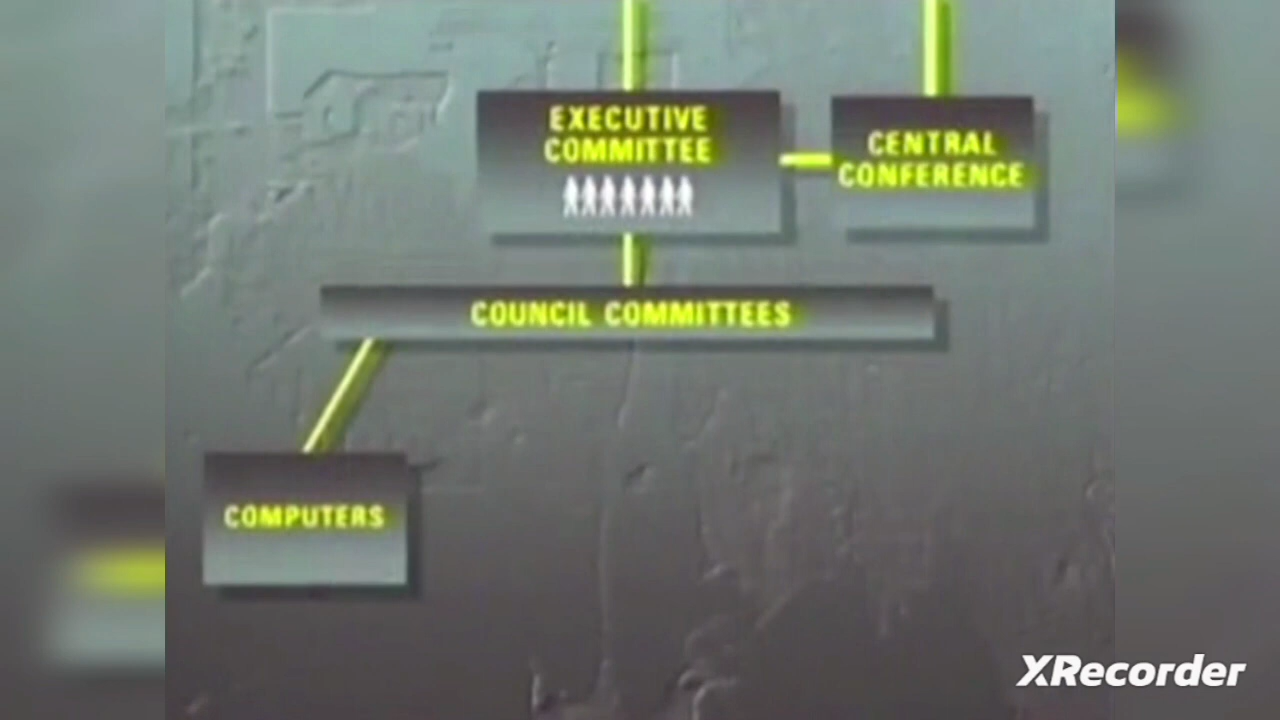 EXECUTIVE
COMMITTEE
CENTRAL
CONFERENCE
COUNCIL COMMITTEES
COMPUTERS
XRecorder